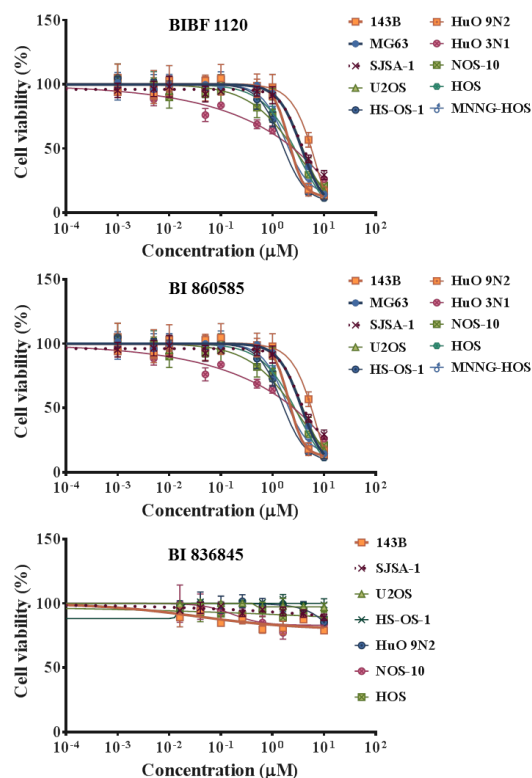 BIBF 1120
143B
MG63
SJSA-1
U2OS
HS-OS-1
HuO 9N2
HuO 3N1
NOS-10
HOS
MNNG-HOS
Cell viability (%)
150
100
50
0
10⁻⁴ 10⁻³ 10⁻² 10⁻¹ 10⁰ 10¹ 10²
Concentration (μM)
BI 860585
143B
MG63
SJSA-1
U2OS
HS-OS-1
HuO 9N2
HuO 3N1
NOS-10
HOS
MNNG-HOS
Cell viability (%)
150
100
50
0
10⁻⁴ 10⁻³ 10⁻² 10⁻¹ 10⁰ 10¹ 10²
Concentration (μM)
BI 836845
143B
SJSA-1
U2OS
HS-OS-1
HuO 9N2
NOS-10
HOS
Cell viability (%)
150
100
50
0
10⁻⁴ 10⁻³ 10⁻² 10⁻¹ 10⁰ 10¹ 10²
Concentration (μM)